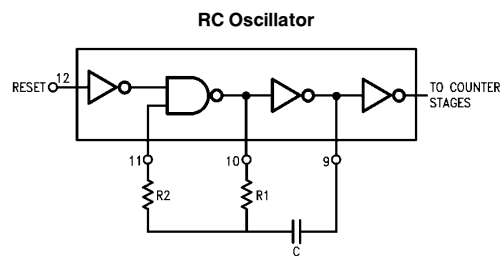 RC Oscillator
RESET 12
TO COUNTER
STAGES
11 10 9
R2 R1
C